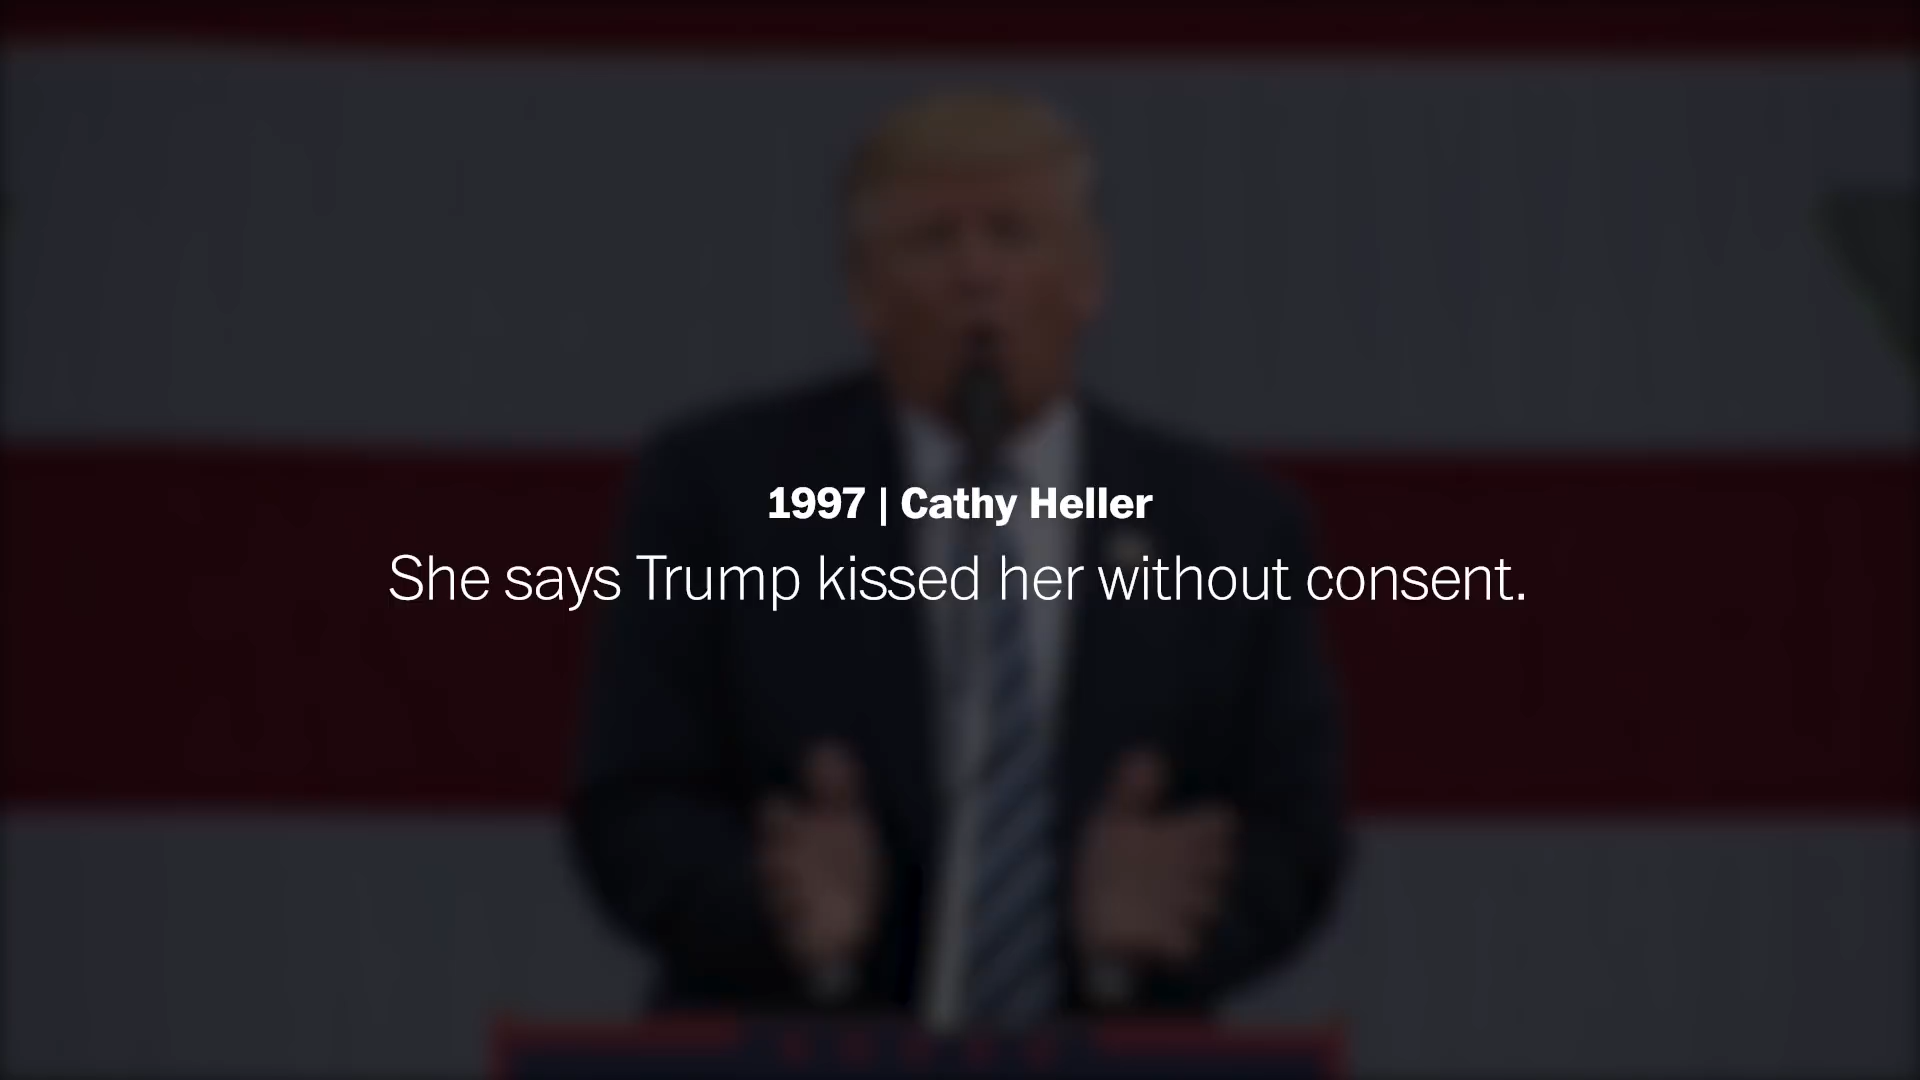 1997 | Cathy Heller
She says Trump kissed her without consent.